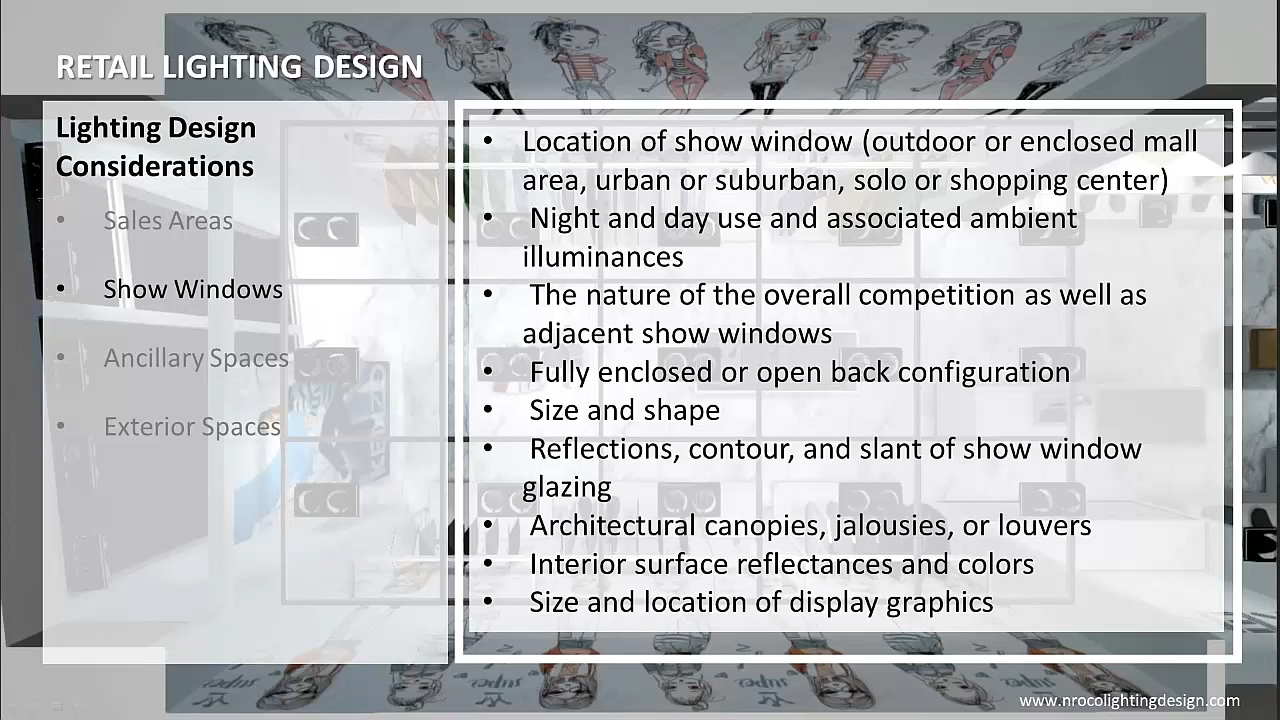 RETAIL LIGHTING DESIGN
Lighting Design
Considerations
• Sales Areas
• Show Windows
• Ancillary Spaces
• Exterior Spaces
• Location of show window (outdoor or enclosed mall
area, urban or suburban, solo or shopping center)
• Night and day use and associated ambient
illuminances
• The nature of the overall competition as well as
adjacent show windows
• Fully enclosed or open back configuration
• Size and shape
• Reflections, contour, and slant of show window
glazing
• Architectural canopies, jalousies, or louvers
• Interior surface reflectances and colors
• Size and location of display graphics
www.nrocolightingdesign.com